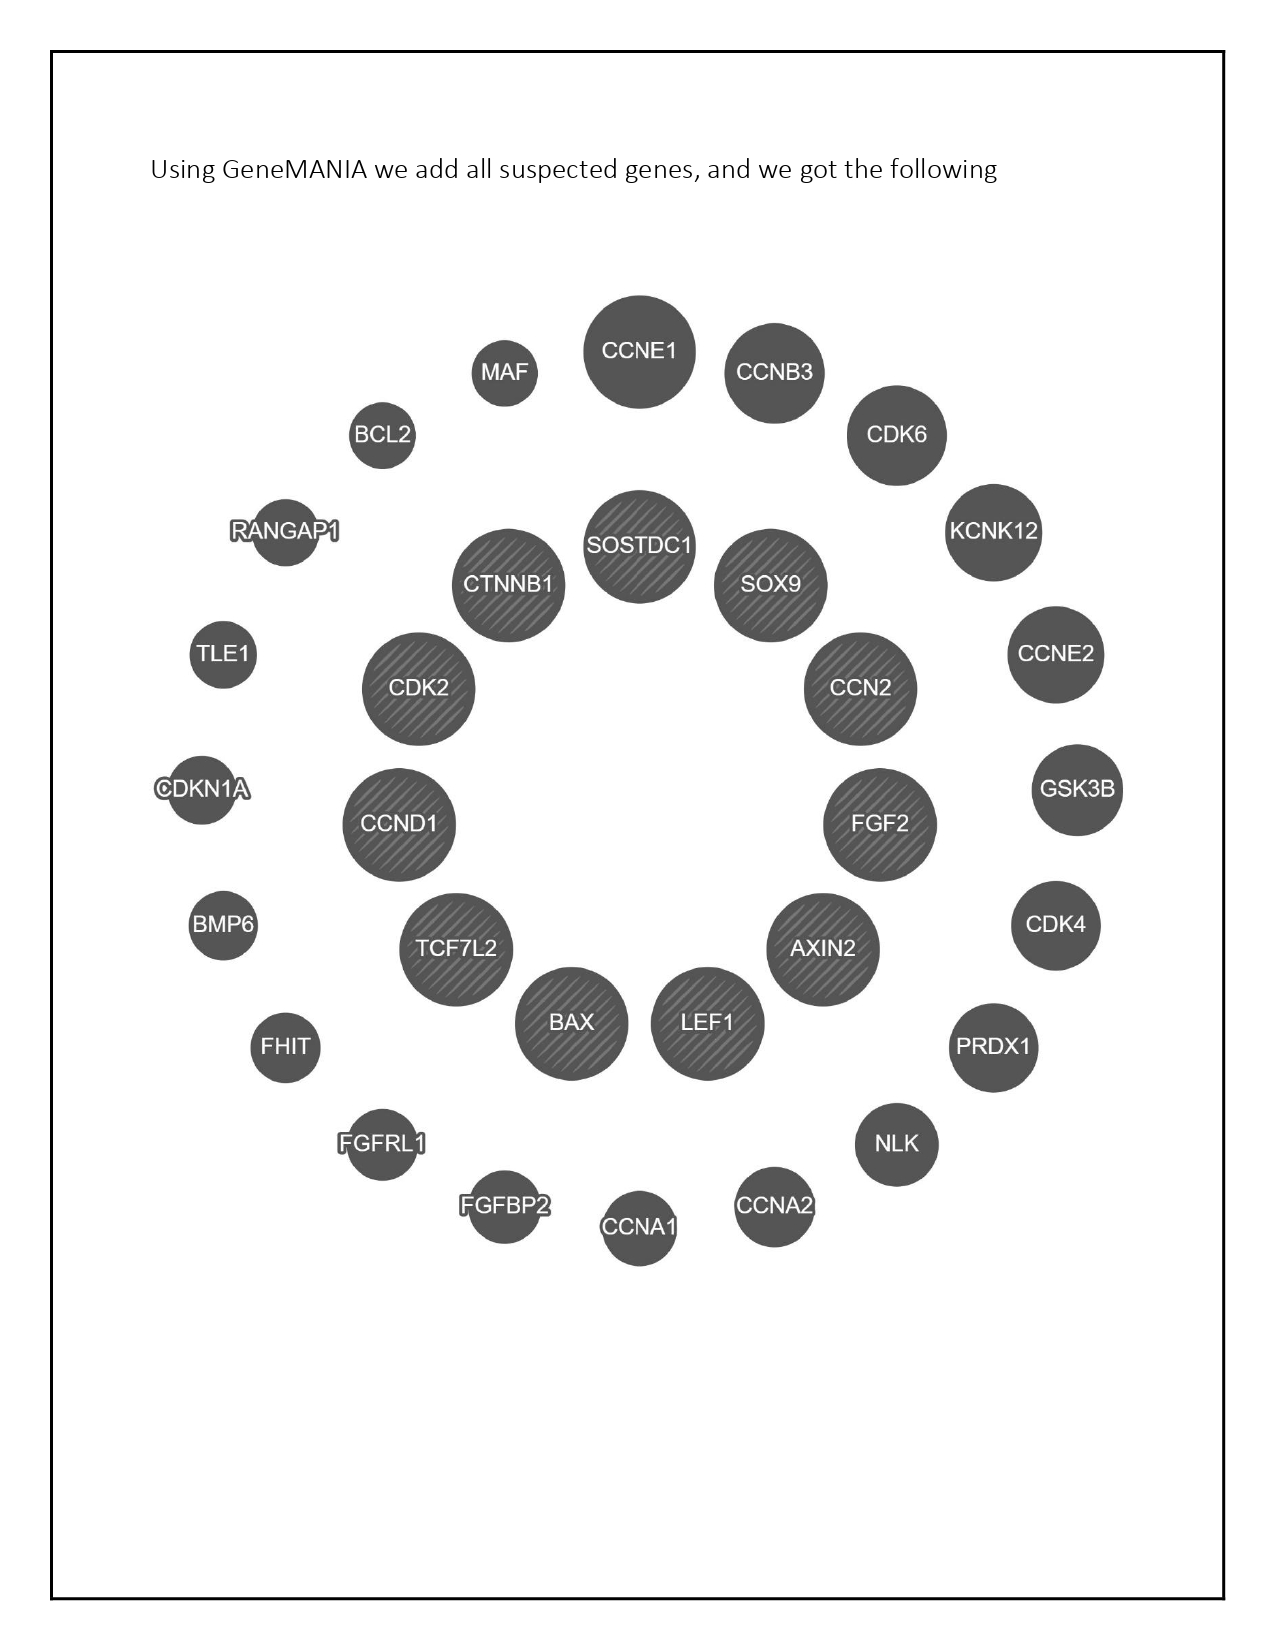 Using GeneMANIA we add all suspected genes, and we got the following
CCNE1
MAF
CCNB3
BCL2
CDK6
RANGAP1
KCNK12
SOSTDC1
CTNNB1
SOX9
TLE1
CCNE2
CDK2
CCN2
CDKN1A
GSK3B
CCND1
FGF2
BMP6
CDK4
TCF7L2
AXIN2
BAX
LEF1
FHIT
PRDX1
FGFRL1
NLK
FGFBP2
CCNA2
CCNA1